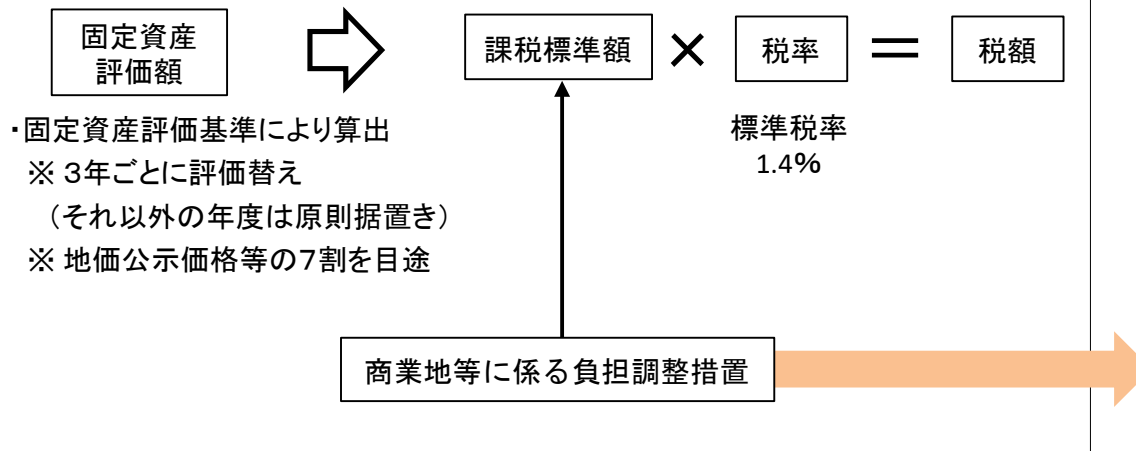 固定資産
評価額
課税標準額
×
税率
＝
税額
・固定資産評価基準により算出
※ 3年ごとに評価替え
（それ以外の年度は原則据置き）
※ 地価公示価格等の7割を目途
標準税率
1.4%
商業地等に係る負担調整措置